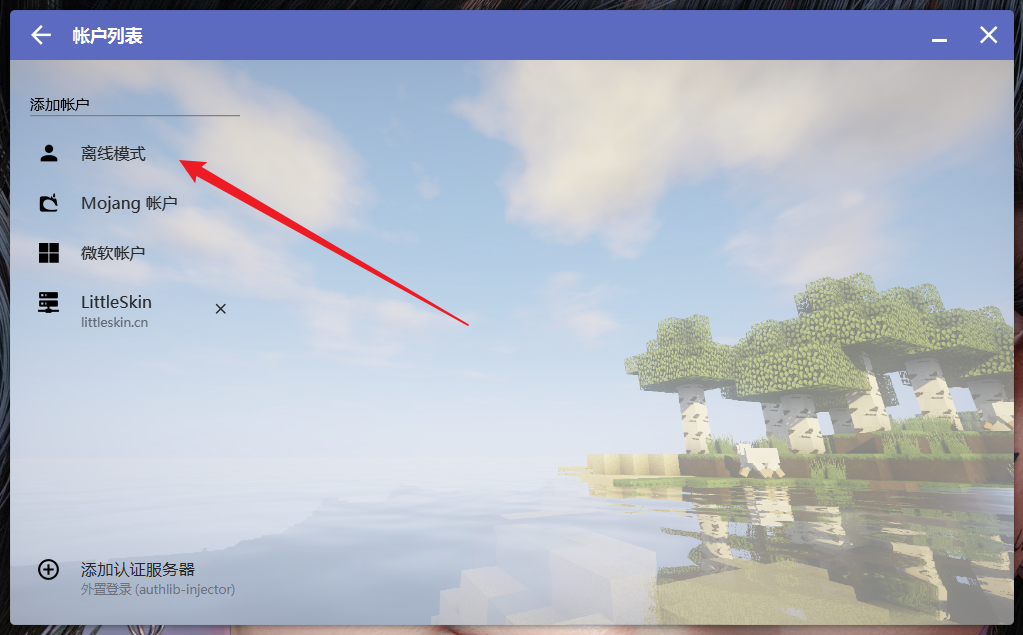 帐户列表
添加帐户
离线模式
Mojang 帐户
微软帐户
LittleSkin
littleskin.cn
添加认证服务器
外置登录 (authlib-injector)